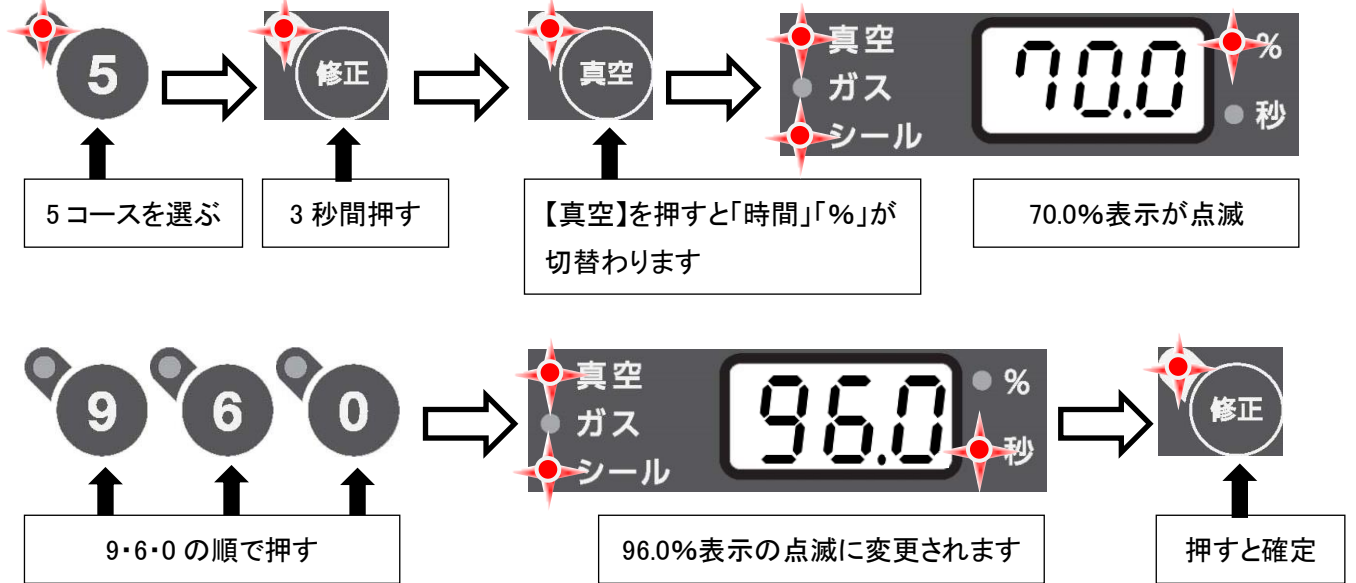 5
修正
真空
真空
ガス
シール
70.0
%
秒
5コースを選ぶ
3秒間押す
【真空】を押すと「時間」「%」が
切替わります
70.0%表示が点滅
9
6
0
真空
ガス
シール
96.0
%
秒
修正
9・6・0の順で押す
96.0%表示の点滅に変更されます
押すと確定